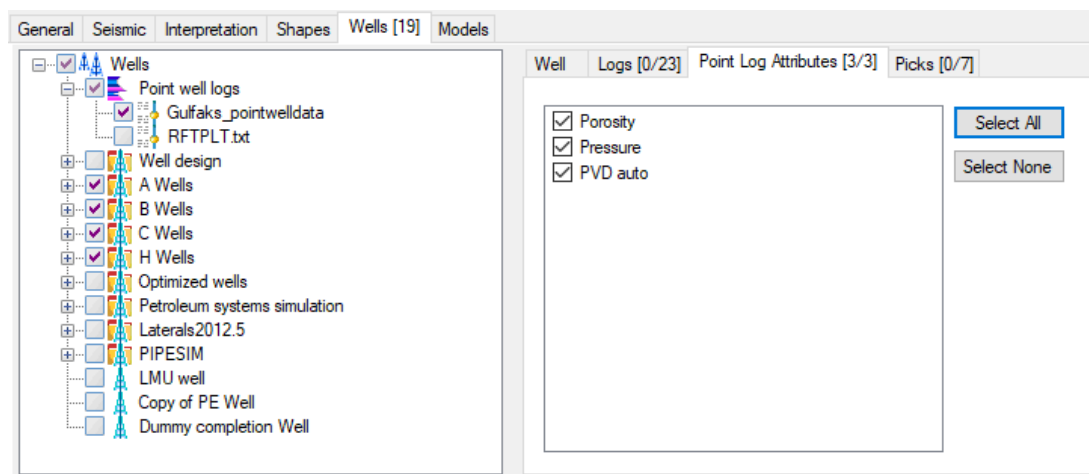 General Seismic Interpretation Shapes Wells [19] Models
Wells
Point well logs
Gulfaks_pointwelldata
RFTPLT.txt
Well design
A Wells
B Wells
C Wells
H Wells
Optimized wells
Petroleum systems simulation
Laterals2012.5
PIPESIM
LMU well
Copy of PE Well
Dummy completion Well
Well Logs [0/23] Point Log Attributes [3/3] Picks [0/7]
Porosity
Pressure
PVD auto
Select All
Select None